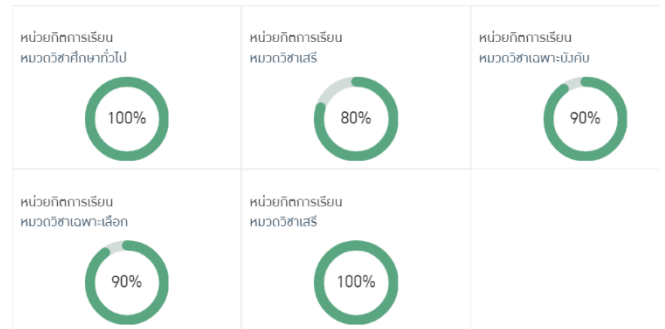 หน่วยกิตการเรียน
หมวดวิชาศึกษาทั่วไป
100%
หน่วยกิตการเรียน
หมวดวิชาเสรี
80%
หน่วยกิตการเรียน
หมวดวิชาเฉพาะบังคับ
90%
หน่วยกิตการเรียน
หมวดวิชาเฉพาะเลือก
90%
หน่วยกิตการเรียน
หมวดวิชาเสรี
100%